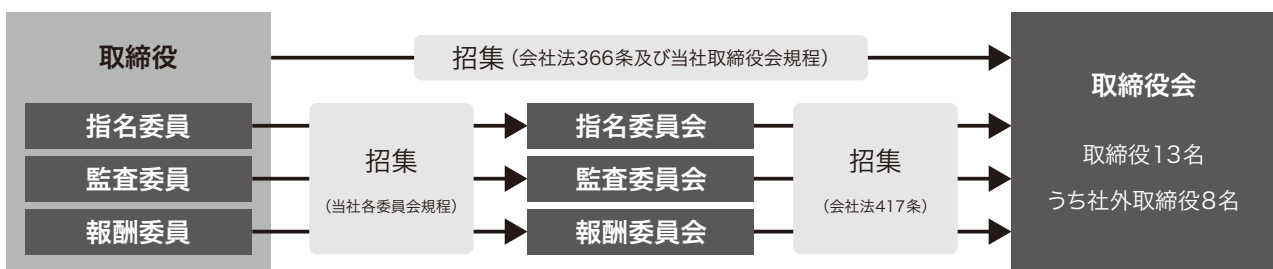 取締役
招集（会社法366条及び当社取締役会規程）
取締役会
取締役13名
うち社外取締役8名
指名委員
監査委員
報酬委員
招集
（当社各委員会規程）
指名委員会
監査委員会
報酬委員会
招集
（会社法417条）